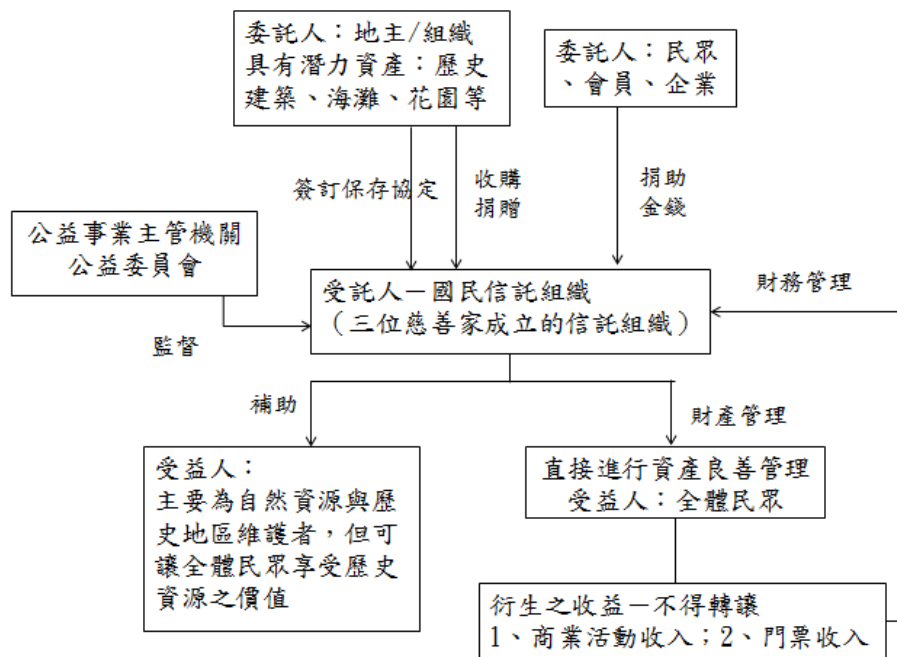 委託人：地主/組織
具有潛力資產：歷史
建築、海灘、花園等
委託人：民眾
、會員、企業
簽訂保存協定
收購
捐贈
捐助
金錢
公益事業主管機關
公益委員會
監督
受託人－國民信託組織
（三位慈善家成立的信託組織）
財務管理
補助
財產管理
受益人：
主要為自然資源與歷
史地區維護者，但可
讓全體民眾享受歷史
資源之價值
直接進行資產良善管理
受益人：全體民眾
衍生之收益－不得轉讓
1、商業活動收入；2、門票收入